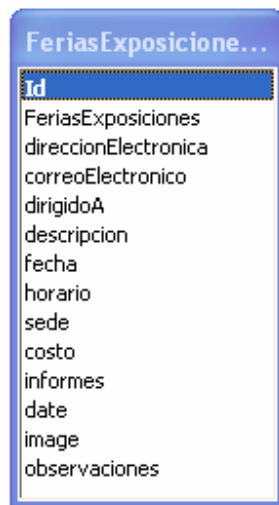 FeriasExposicione...
Id
FeriasExposiciones
direccionElectronica
correoElectronico
dirigidoA
descripcion
fecha
horario
sede
costo
informes
date
image
observaciones